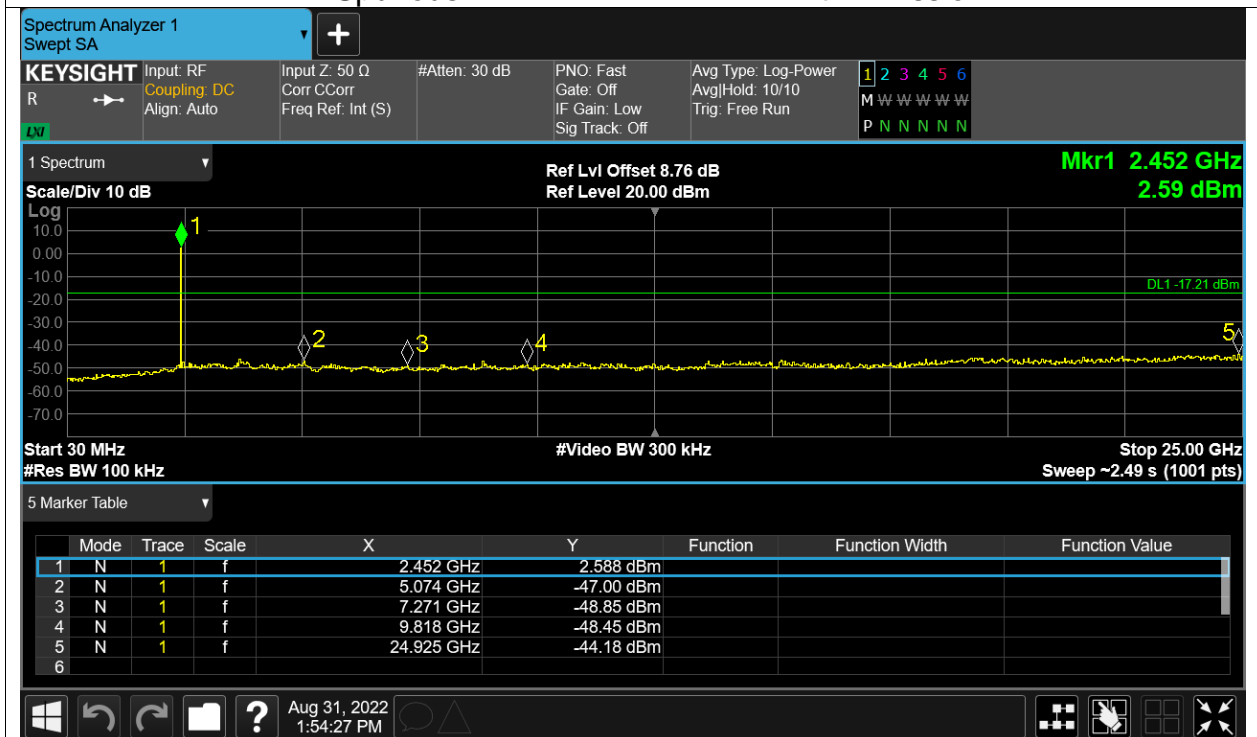 Spectrum Analyzer 1
Swept SA
KEYSIGHT
R
LXI
Input: RF
Coupling: DC
Align: Auto
Input Z: 50 Ω
Corr CCorr
Freq Ref: Int (S)
#Atten: 30 dB
PNO: Fast
Gate: Off
IF Gain: Low
Sig Track: Off
Avg Type: Log-Power
Avg|Hold: 10/10
Trig: Free Run
1 2 3 4 5 6
M W W W W W
P N N N N N
1 Spectrum
Scale/Div 10 dB
Ref Lvl Offset 8.76 dB
Ref Level 20.00 dBm
Mkr1 2.452 GHz
2.59 dBm
Log
10.0
0.00
-10.0
-20.0
-30.0
-40.0
-50.0
-60.0
-70.0
1
2
3
4
5
DL1 -17.21 dBm
Start 30 MHz
#Res BW 100 kHz
#Video BW 300 kHz
Stop 25.00 GHz
Sweep ~2.49 s (1001 pts)
5 Marker Table
Mode Trace Scale X Y Function Function Width Function Value
1 N 1 f 2.452 GHz 2.588 dBm
2 N 1 f 5.074 GHz -47.00 dBm
3 N 1 f 7.271 GHz -48.85 dBm
4 N 1 f 9.818 GHz -48.45 dBm
5 N 1 f 24.925 GHz -44.18 dBm
6
?
Aug 31, 2022
1:54:27 PM